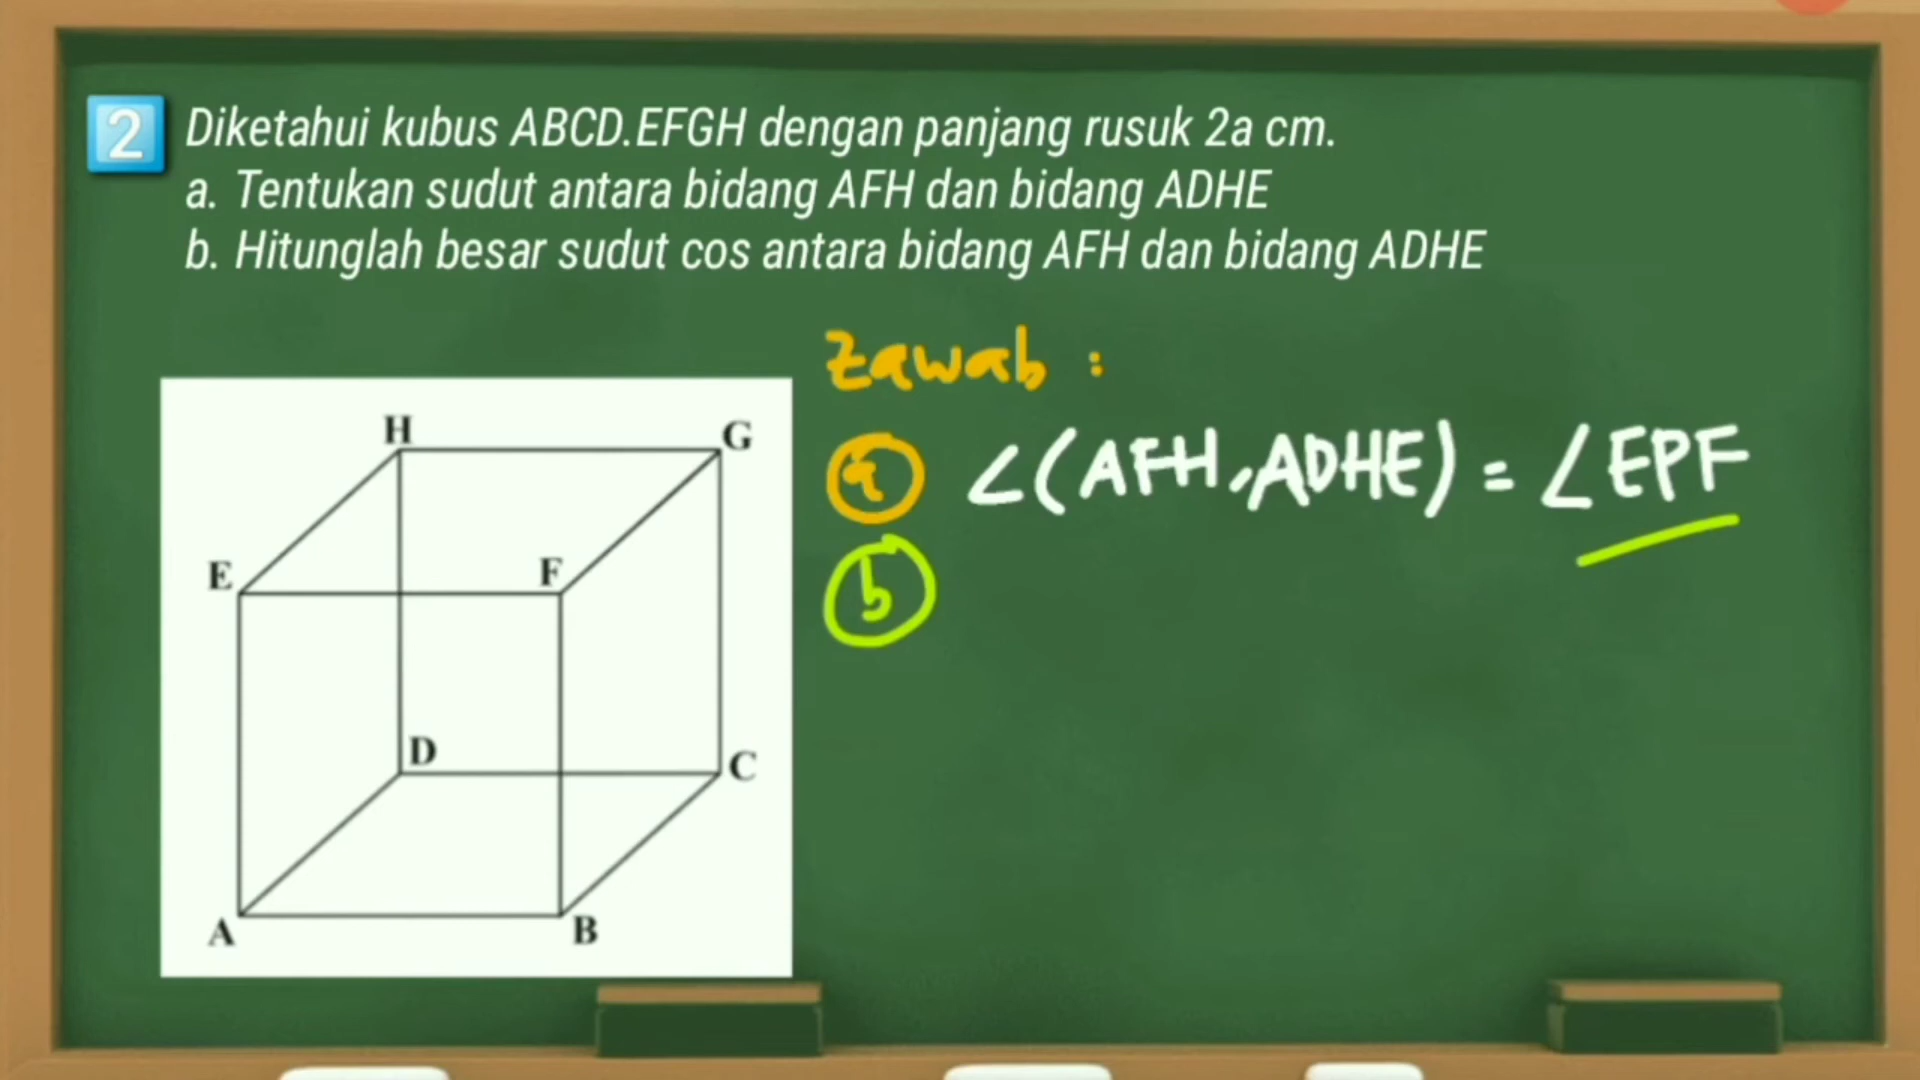 2 Diketahui kubus ABCD.EFGH dengan panjang rusuk 2a cm.
a. Tentukan sudut antara bidang AFH dan bidang ADHE
b. Hitunglah besar sudut cos antara bidang AFH dan bidang ADHE
Zawab :
a ∠(AFH,ADHE) = ∠EPF
b
H G
E F
D C
A B